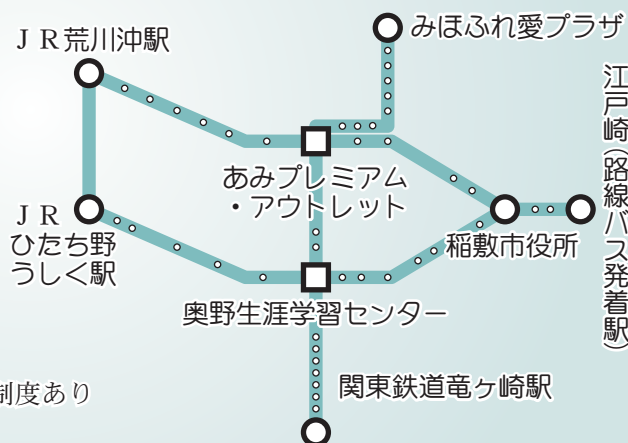 ＪＲ荒川沖駅
みほふれ愛プラザ
江戸崎（路線バス発着駅）
あみプレミアム
・アウトレット
ＪＲ
ひたち野
うしく駅
稲敷市役所
奥野生涯学習センター
関東鉄道竜ヶ崎駅
制度あり